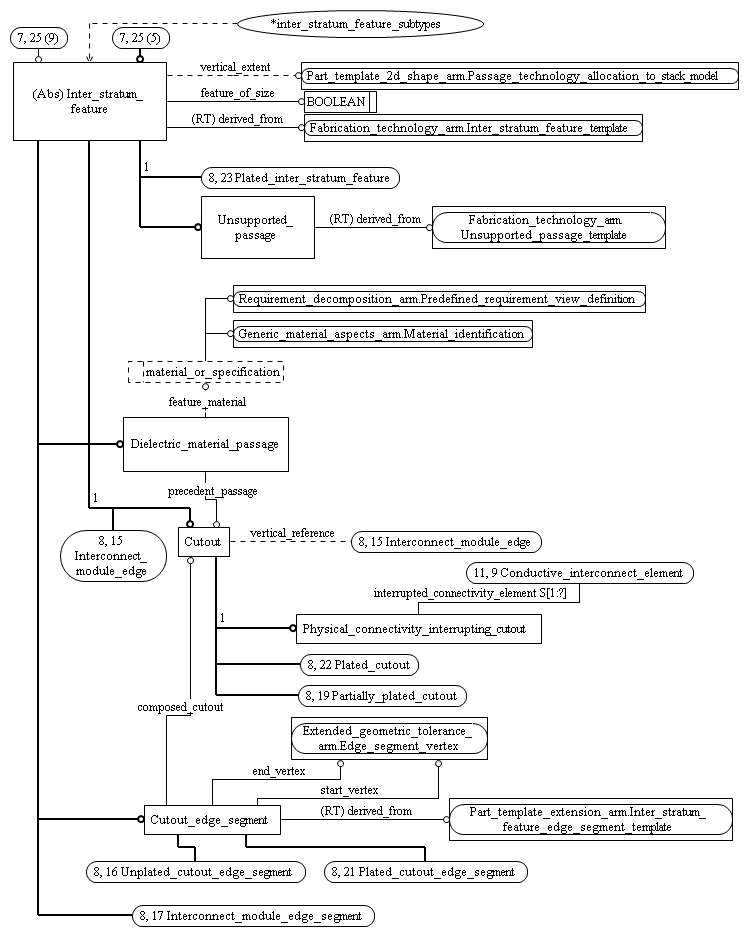 *inter_stratum_feature_subtypes
7, 25 (9)
7, 25 (5)
vertical_extent
Part_template_2d_shape_arm.Passage_technology_allocation_to_stack_model
(Abs) Inter_stratum_
feature
feature_of_size
BOOLEAN
(RT) derived_from
Fabrication_technology_arm.Inter_stratum_feature_template
1
8, 23 Plated_inter_stratum_feature
Unsupported_
passage
(RT) derived_from
Fabrication_technology_arm.
Unsupported_passage_template
Requirement_decomposition_arm.Predefined_requirement_view_definition
Generic_material_aspects_arm.Material_identification
material_or_specification
feature_material
Dielectric_material_passage
precedent_passage
1
8, 15
Interconnect_
module_edge
Cutout
vertical_reference
8, 15 Interconnect_module_edge
11, 9 Conductive_interconnect_element
interrupted_connectivity_element S[1:?]
1
Physical_connectivity_interrupting_cutout
8, 22 Plated_cutout
8, 19 Partially_plated_cutout
composed_cutout
Extended_geometric_tolerance_
arm.Edge_segment_vertex
end_vertex
start_vertex
Cutout_edge_segment
(RT) derived_from
Part_template_extension_arm.Inter_stratum_
feature_edge_segment_template
8, 16 Unplated_cutout_edge_segment
8, 21 Plated_cutout_edge_segment
8, 17 Interconnect_module_edge_segment